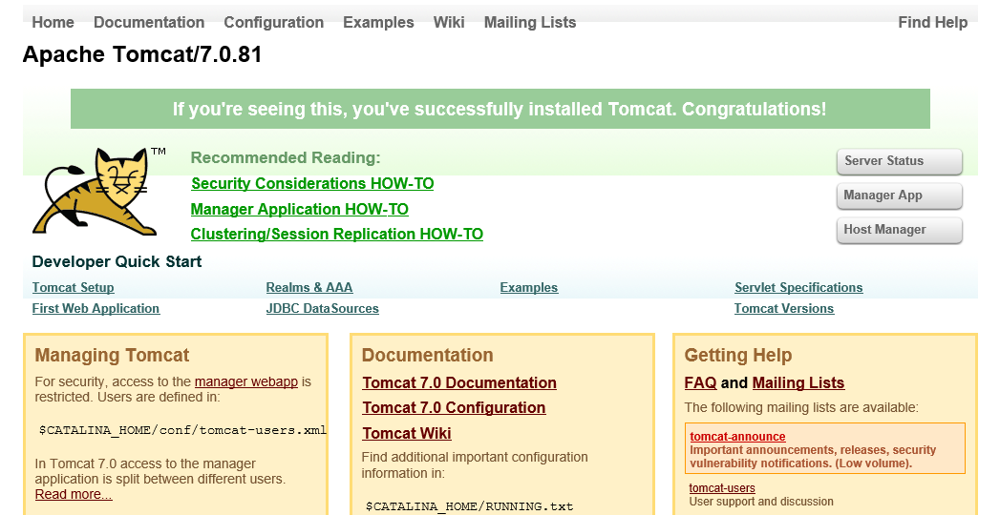 Home Documentation Configuration Examples Wiki Mailing Lists Find Help
Apache Tomcat/7.0.81
If you're seeing this, you've successfully installed Tomcat. Congratulations!
TM
Recommended Reading:
Security Considerations HOW-TO
Manager Application HOW-TO
Clustering/Session Replication HOW-TO
Server Status
Manager App
Host Manager
Developer Quick Start
Tomcat Setup
First Web Application
Realms & AAA
JDBC DataSources
Examples
Servlet Specifications
Tomcat Versions
Managing Tomcat
For security, access to the manager webapp is
restricted. Users are defined in:
$CATALINA_HOME/conf/tomcat-users.xml
In Tomcat 7.0 access to the manager
application is split between different users.
Read more...
Documentation
Tomcat 7.0 Documentation
Tomcat 7.0 Configuration
Tomcat Wiki
Find additional important configuration
information in:
$CATALINA_HOME/RUNNING.txt
Getting Help
FAQ and Mailing Lists
The following mailing lists are available:
tomcat-announce
Important announcements, releases, security
vulnerability notifications. (Low volume).
tomcat-users
User support and discussion